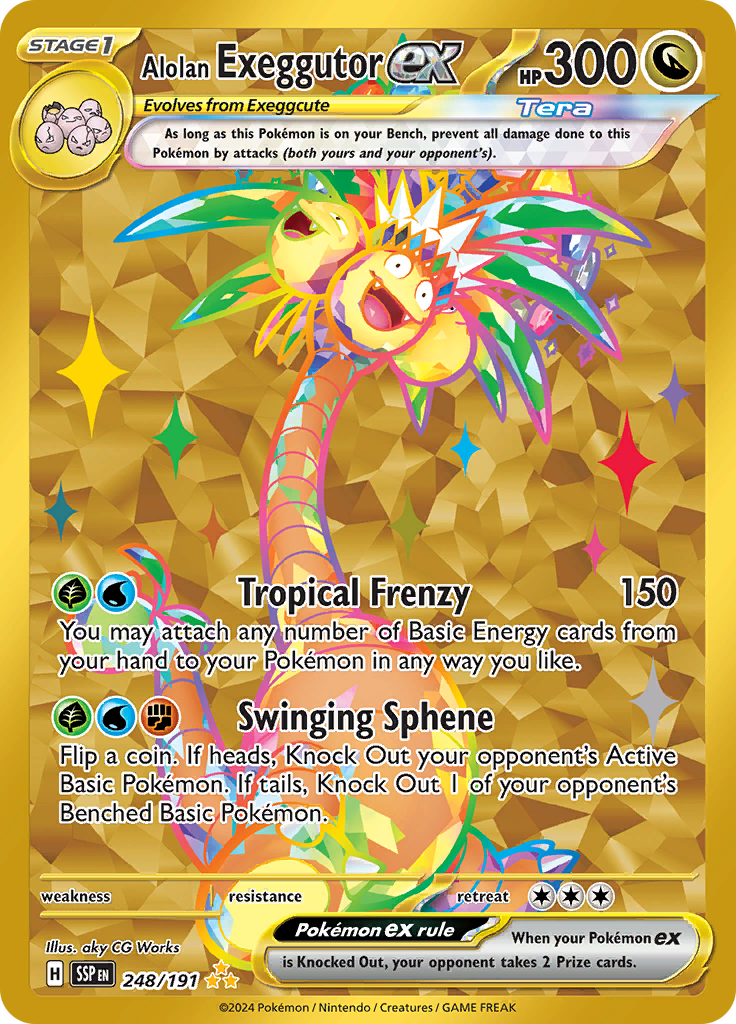 STAGE1
Alolan Exeggutor ex HP300
Evolves from Exeggcute
Tera
As long as this Pokémon is on your Bench, prevent all damage done to this
Pokémon by attacks (both yours and your opponent's).
Tropical Frenzy 150
You may attach any number of Basic Energy cards from
your hand to your Pokémon in any way you like.
Swinging Sphene
Flip a coin. If heads, Knock Out your opponent's Active
Basic Pokémon. If tails, Knock Out 1 of your opponent's
Benched Basic Pokémon.
weakness resistance retreat
Illus. aky CG Works
Pokémon ex rule
When your Pokémon ex
is Knocked Out, your opponent takes 2 Prize cards.
H SSP EN 248/191
©2024 Pokémon / Nintendo / Creatures / GAME FREAK